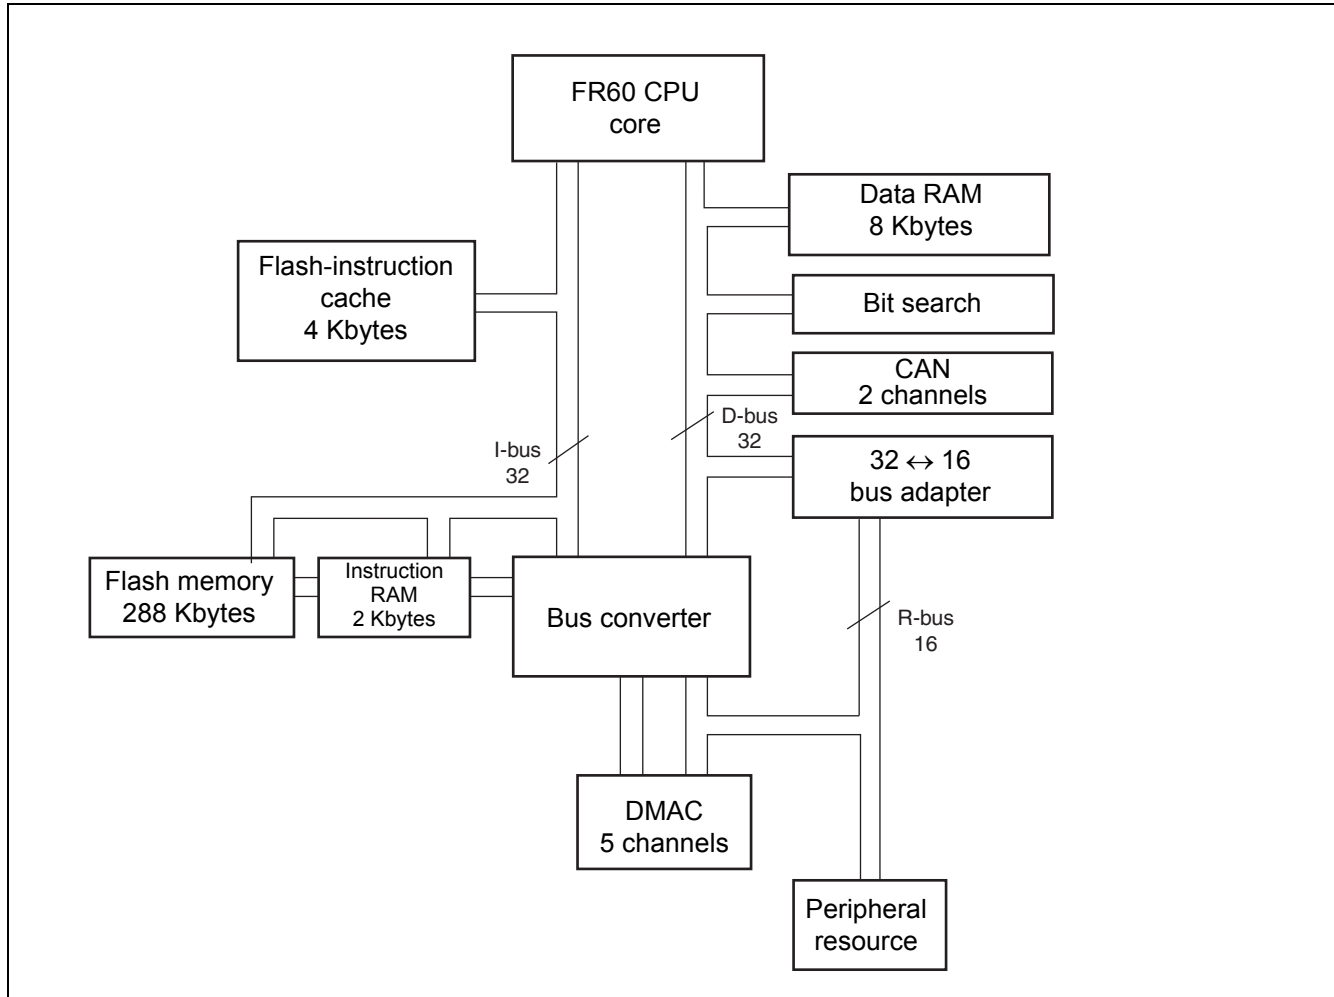 FR60 CPU
core
Data RAM
8 Kbytes
Flash-instruction
cache
4 Kbytes
Bit search
CAN
2 channels
D-bus
32
I-bus
32
32 ↔ 16
bus adapter
Flash memory
288 Kbytes
Instruction
RAM
2 Kbytes
Bus converter
R-bus
16
DMAC
5 channels
Peripheral
resource